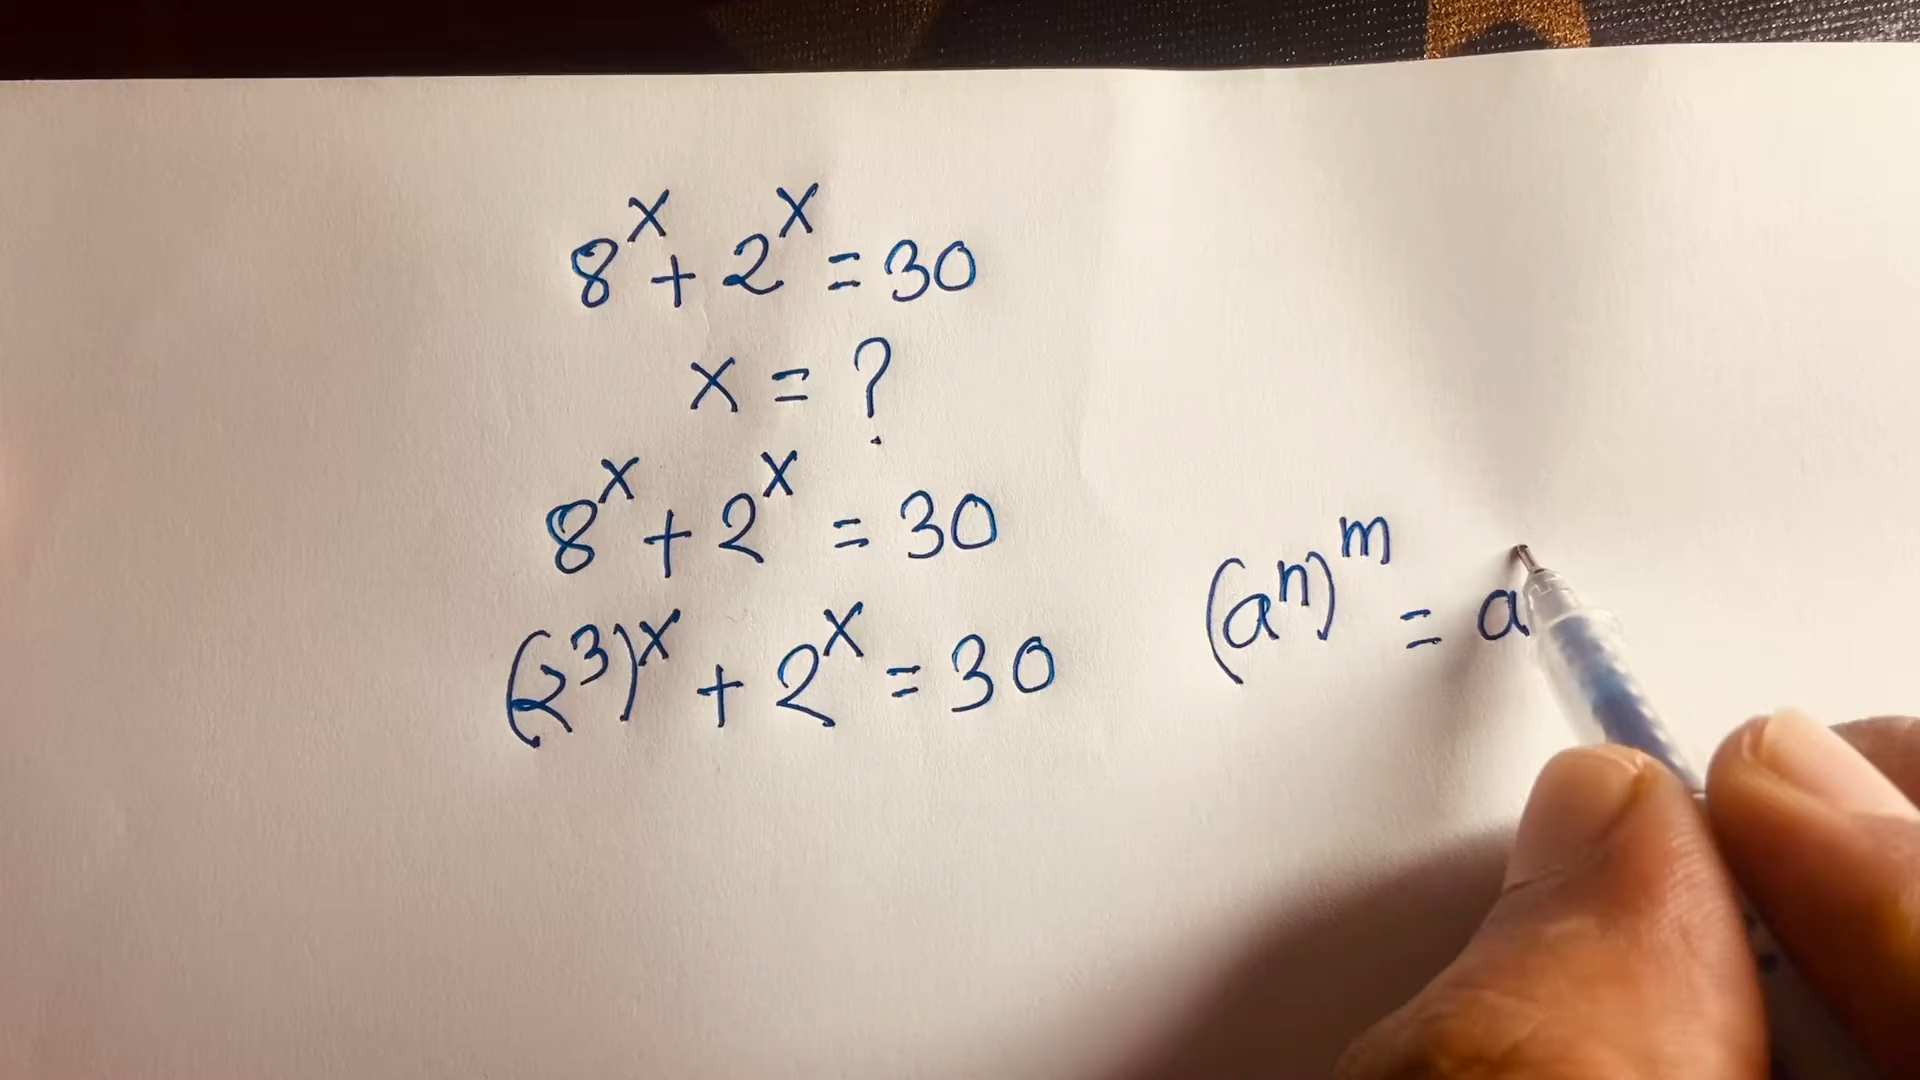 8^x + 2^x = 30
x = ?
8^x + 2^x = 30
(2^3)^x + 2^x = 30
(a^n)^m = a